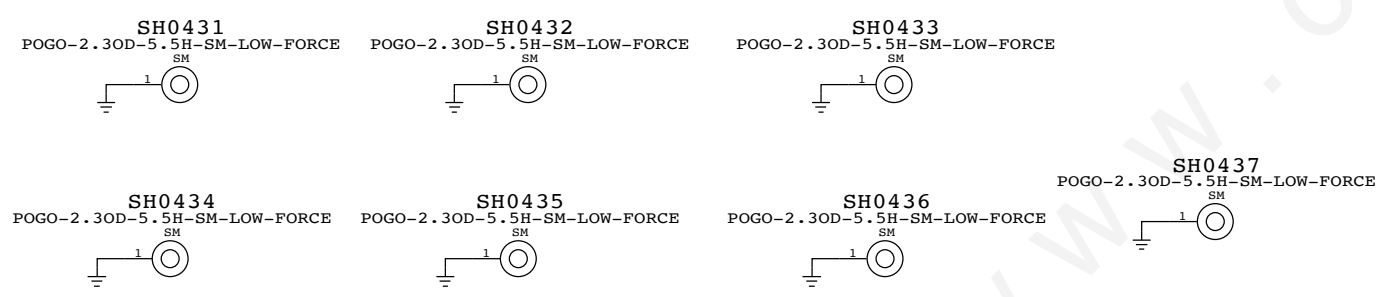 SH0431
POGO-2.3OD-5.5H-SM-LOW-FORCE
SM
1
SH0432
POGO-2.3OD-5.5H-SM-LOW-FORCE
SM
1
SH0433
POGO-2.3OD-5.5H-SM-LOW-FORCE
SM
1
SH0434
POGO-2.3OD-5.5H-SM-LOW-FORCE
SM
1
SH0435
POGO-2.3OD-5.5H-SM-LOW-FORCE
SM
1
SH0436
POGO-2.3OD-5.5H-SM-LOW-FORCE
SM
1
SH0437
POGO-2.3OD-5.5H-SM-LOW-FORCE
SM
1